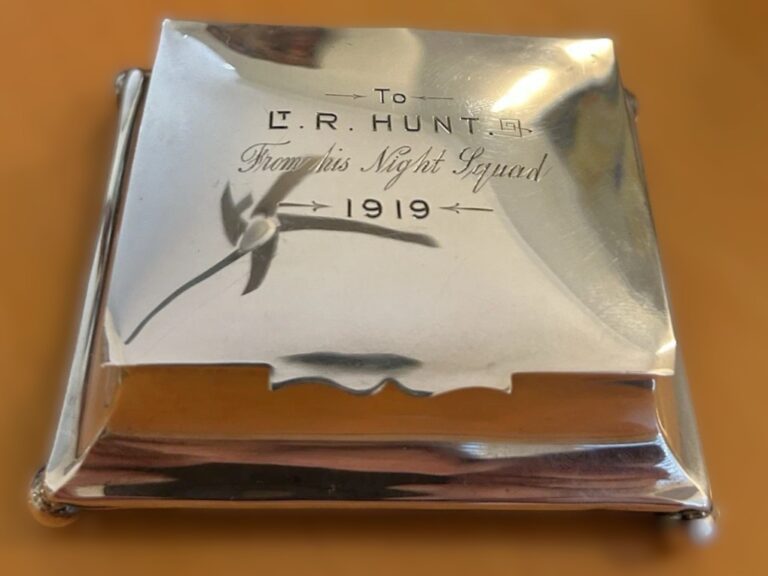 To
LT. R. HUNT.
From his Night Squad
1919